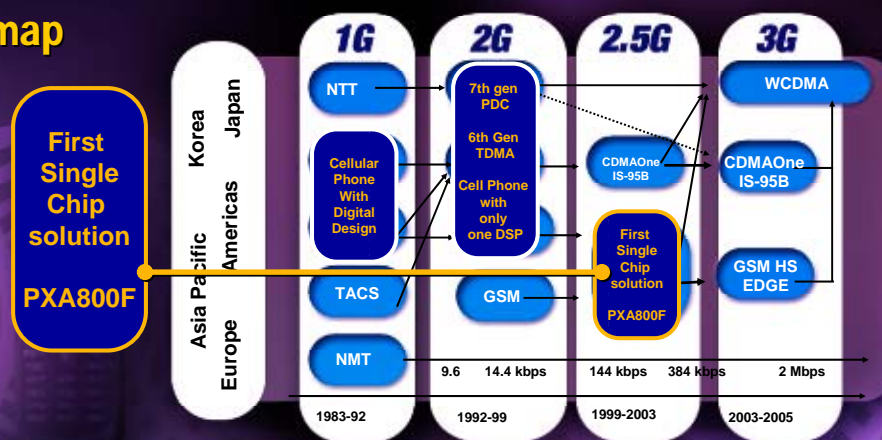 map
1G
2G
2.5G
3G
First
Single
Chip
solution
PXA800F
Korea
Japan
Asia Pacific
Americas
Europe
NTT
Cellular
Phone
With
Digital
Design
TACS
NMT
7th gen
PDC
6th Gen
TDMA
Cell Phone
with
only
one DSP
GSM
CDMAOne
IS-95B
First
Single
Chip
solution
PXA800F
WCDMA
CDMAOne
IS-95B
GSM HS
EDGE
9.6
14.4 kbps
144 kbps
384 kbps
2 Mbps
1983-92
1992-99
1999-2003
2003-2005